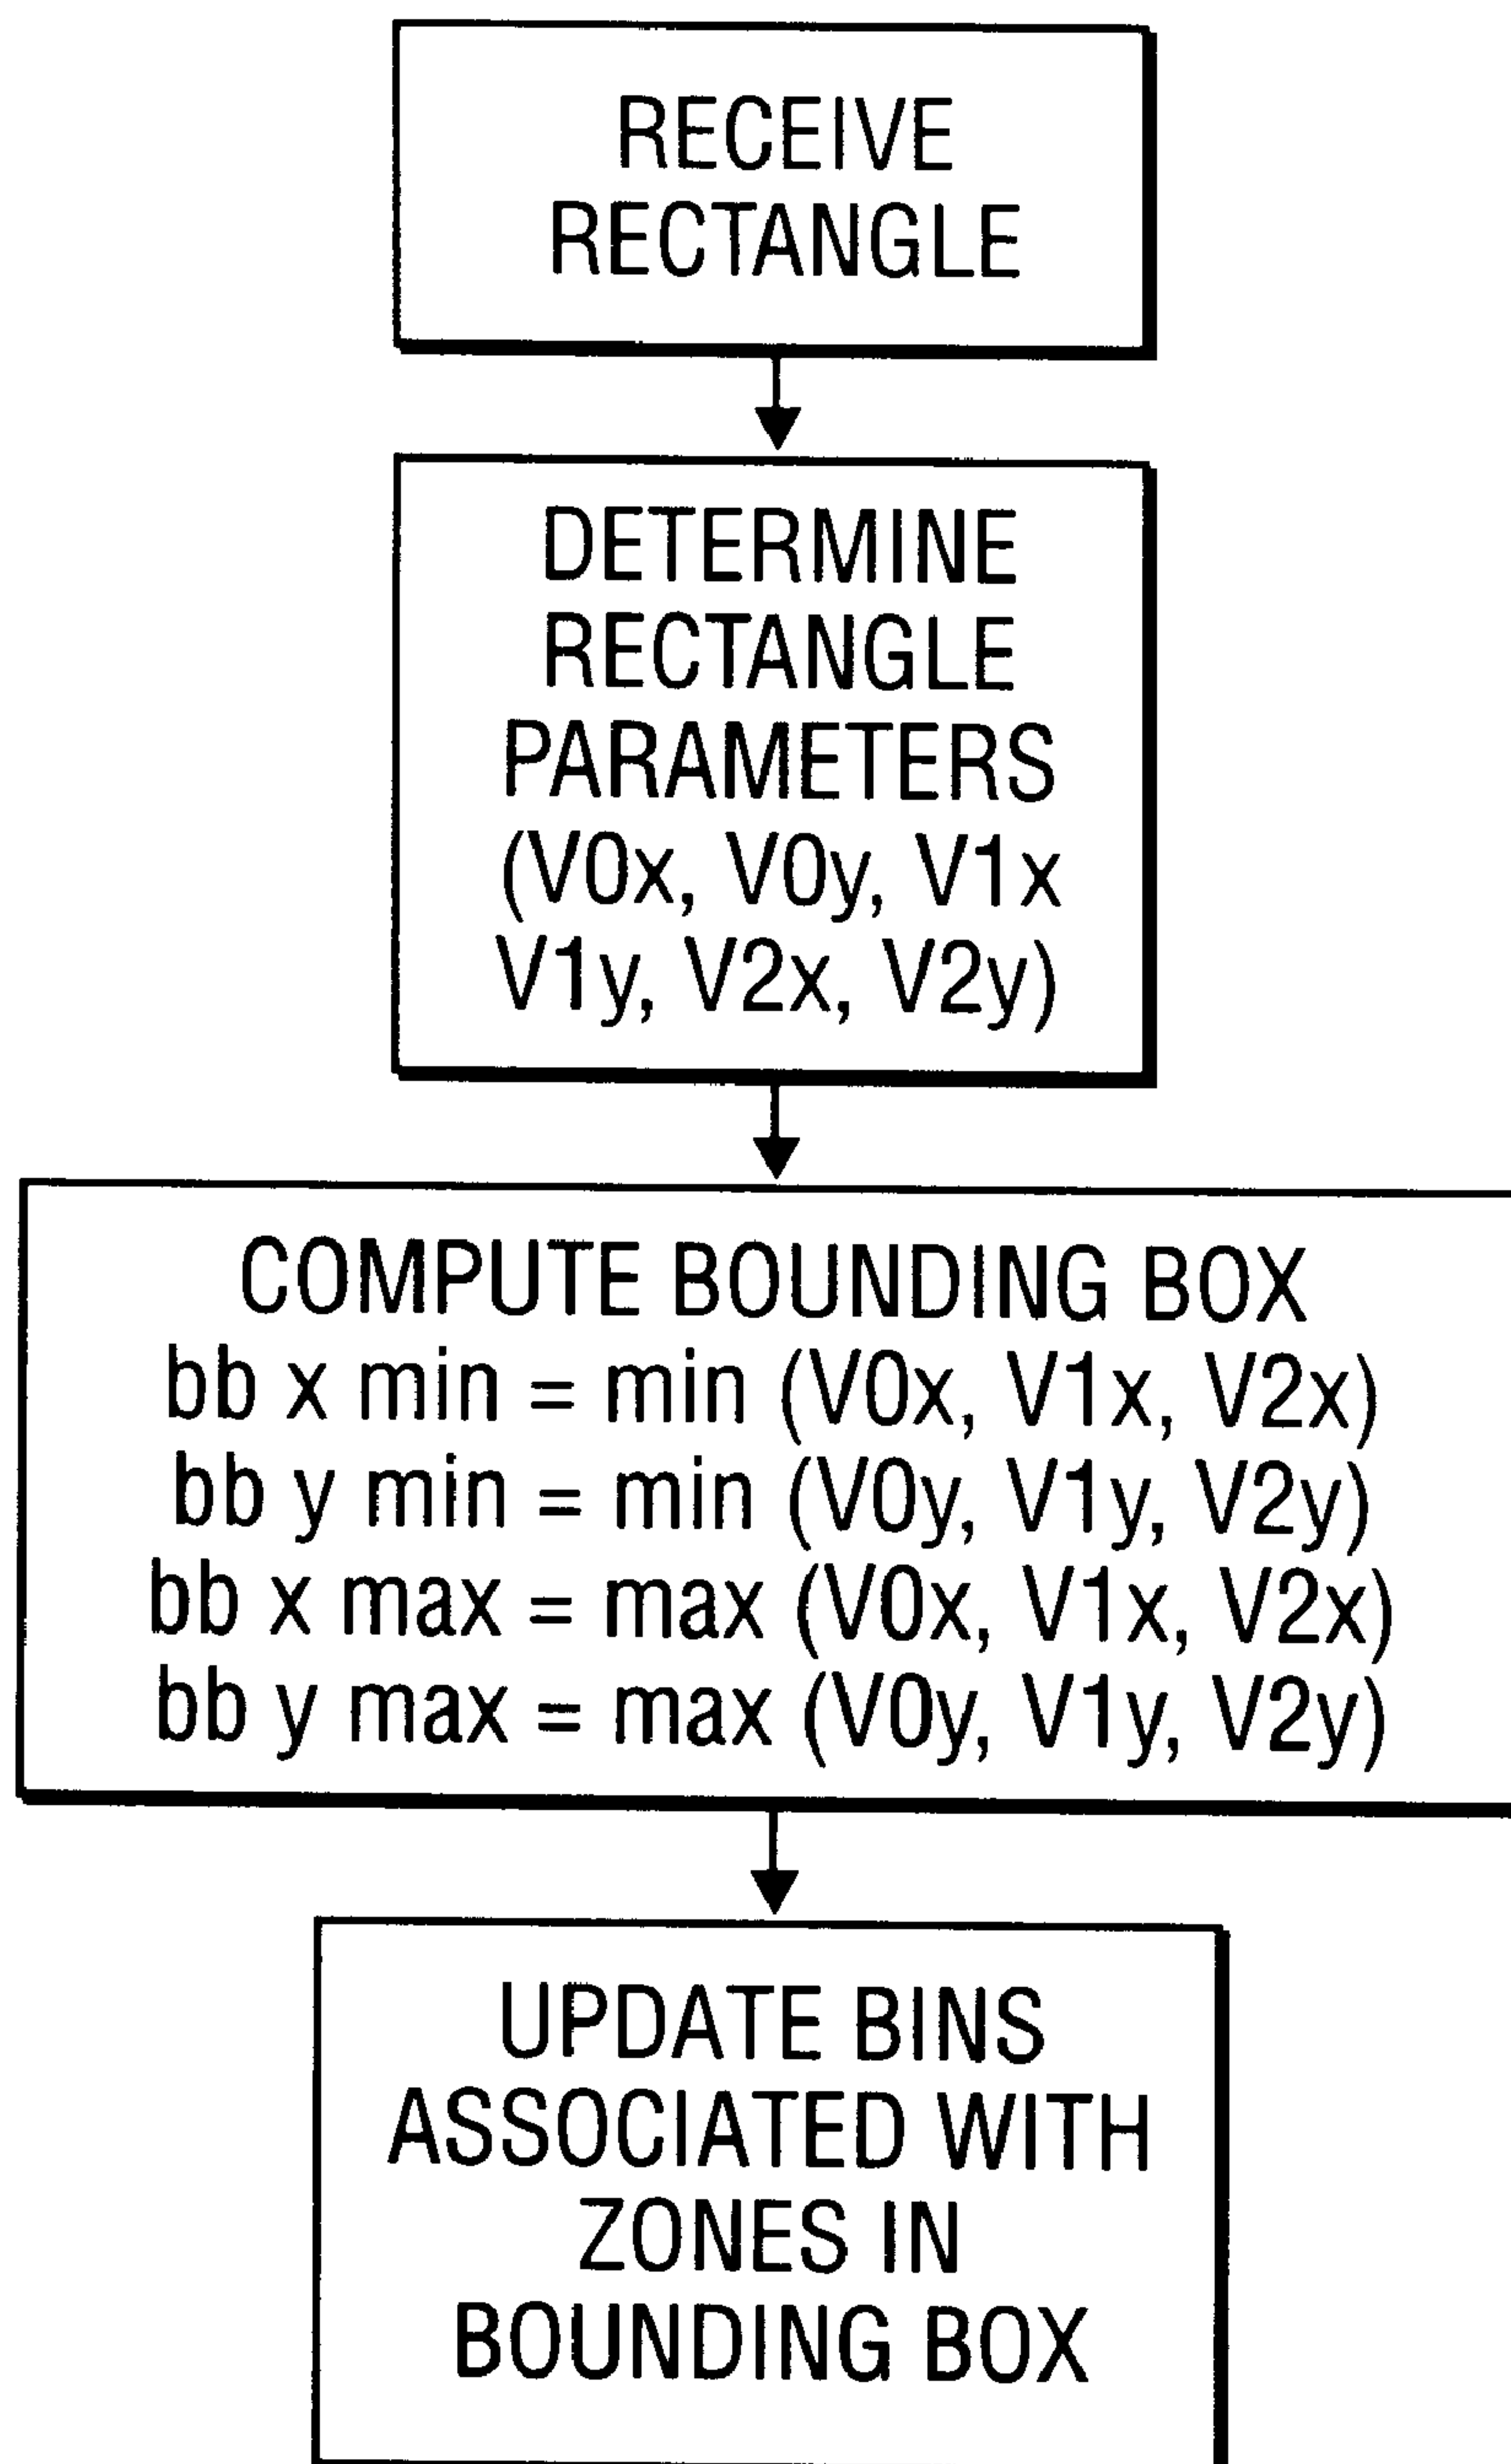 RECEIVE
RECTANGLE
DETERMINE
RECTANGLE
PARAMETERS
(V0x, V0y, V1x
V1y, V2x, V2y)
COMPUTE BOUNDING BOX
bb x min = min (V0x, V1x, V2x)
bb y min = min (V0y, V1y, V2y)
bb x max = max (V0x, V1x, V2x)
bb y max = max (V0y, V1y, V2y)
UPDATE BINS
ASSOCIATED WITH
ZONES IN
BOUNDING BOX